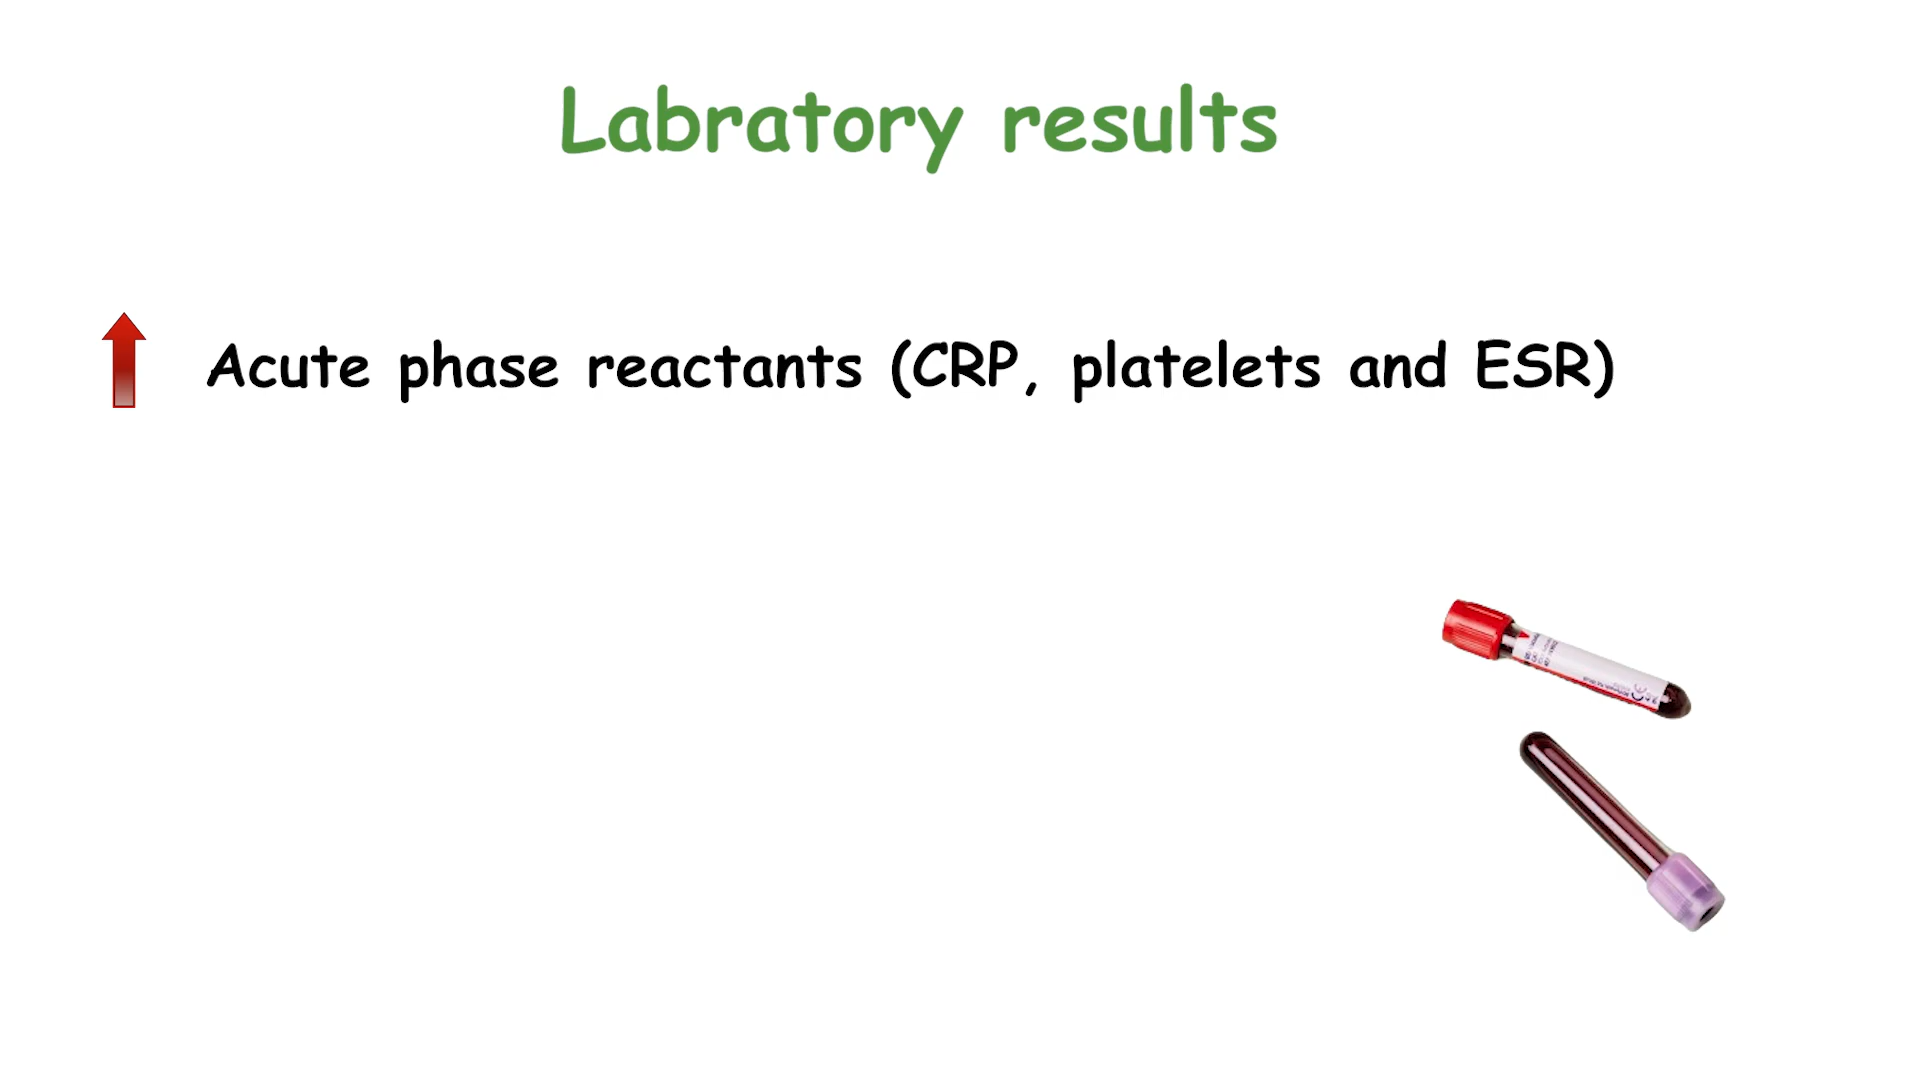 Labratory results
Acute phase reactants (CRP, platelets and ESR)